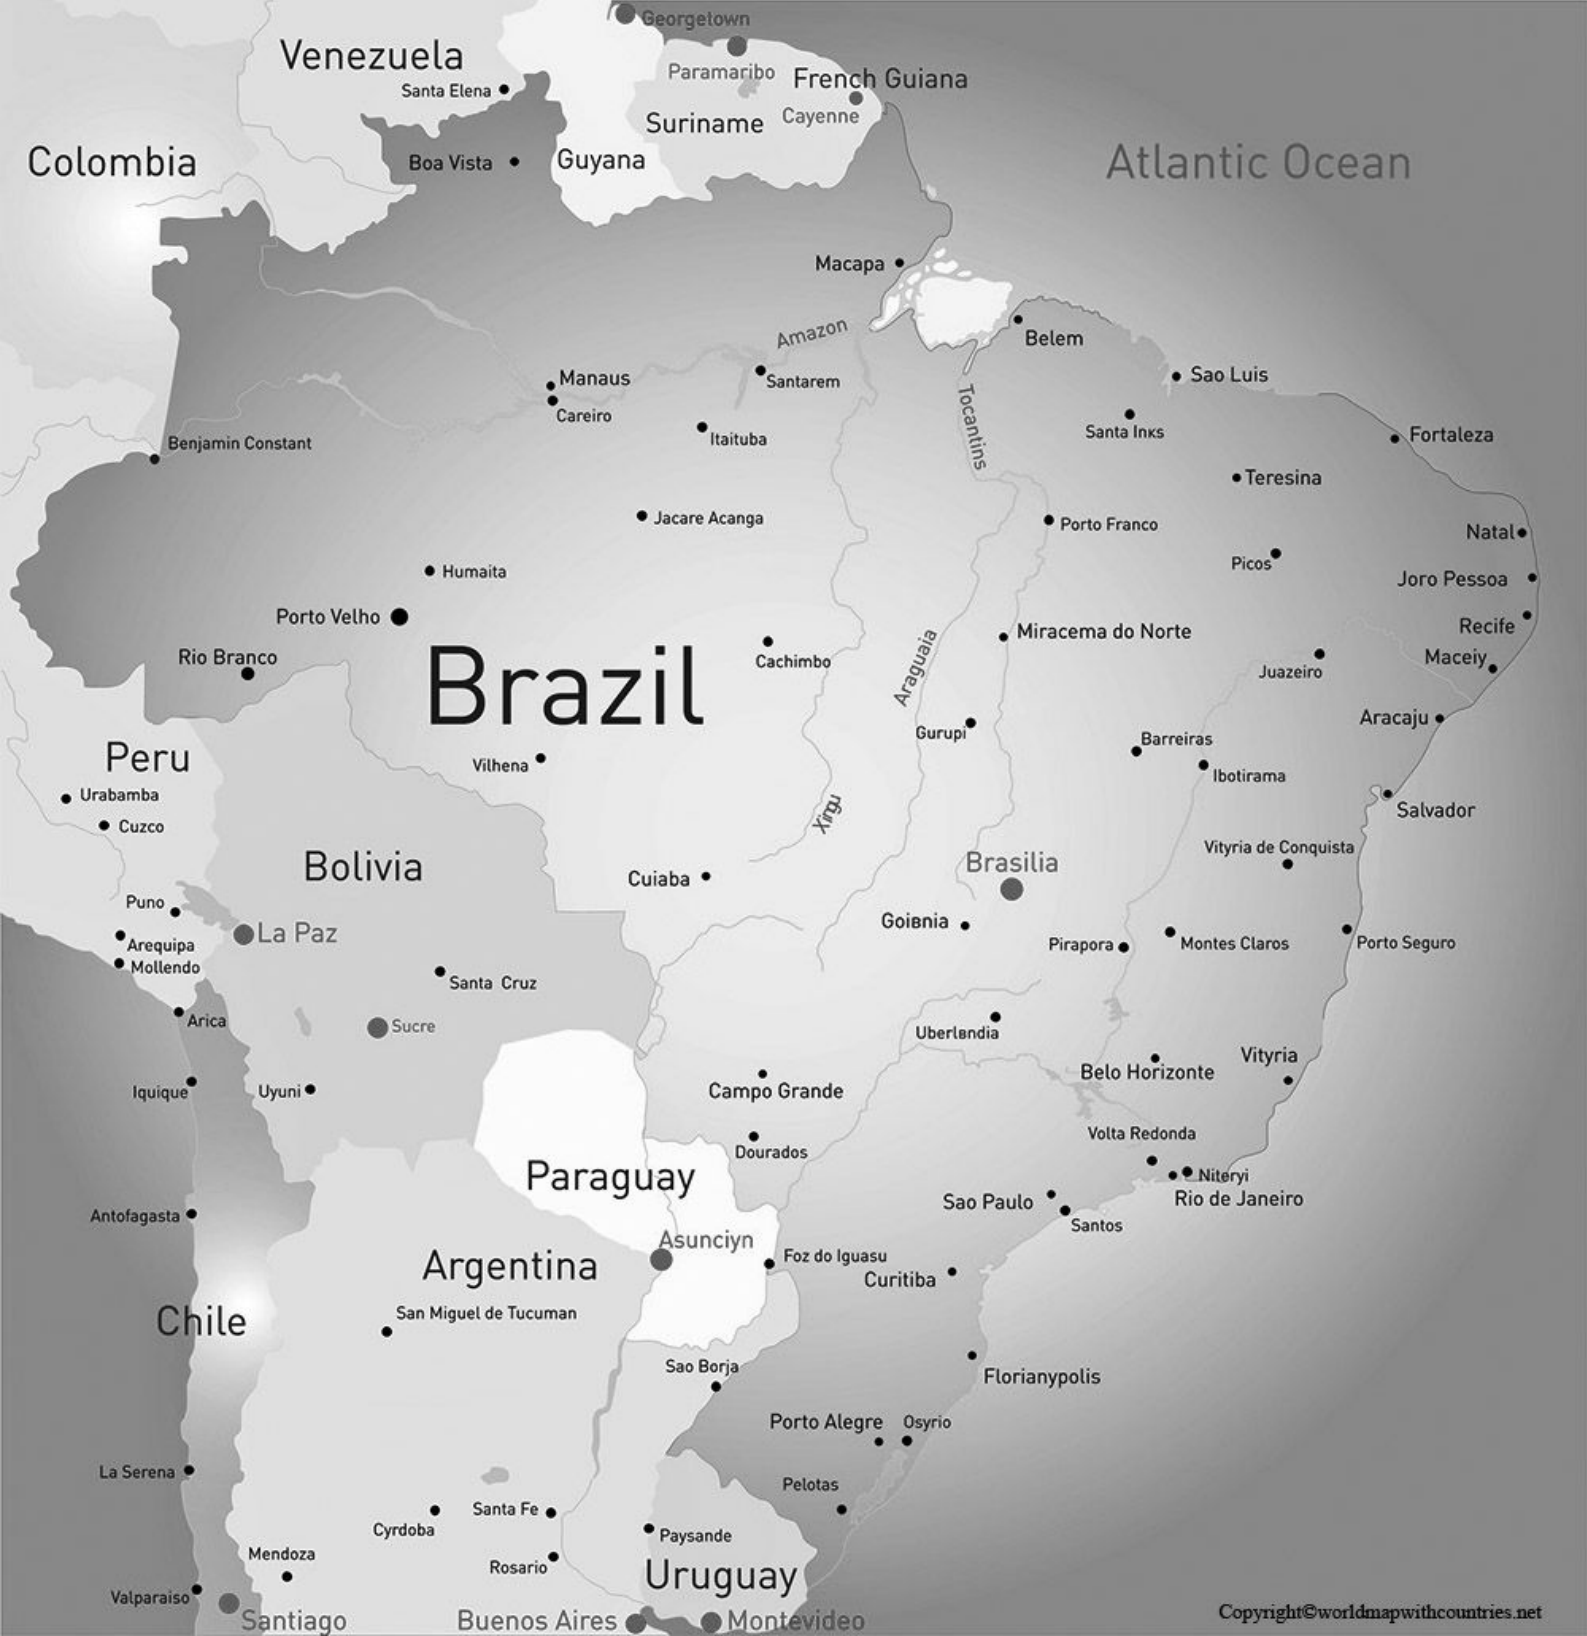 Georgetown
Venezuela
Paramaribo
French Guiana
Santa Elena
Cayenne
Suriname
Colombia
Boa Vista
Guyana
Atlantic Ocean
Macapa
Amazon
Belem
Manaus
Santarem
Sao Luis
Careiro
Tocantins
Itaituba
Santa Inкs
Fortaleza
Benjamin Constant
Teresina
Jacare Acanga
Porto Franco
Natal
Picos
Humaita
Joro Pessoa
Porto Velho
Recife
Miracema do Norte
Rio Branco
Brazil
Cachimbo
Araguaia
Juazeiro
Maceiy
Aracaju
Gurupi
Barreiras
Peru
Vilhena
Ibotirama
Urabamba
Xingu
Salvador
Cuzco
Vityria de Conquista
Bolivia
Brasilia
Cuiaba
Puno
Goiвnia
La Paz
Arequipa
Pirapora
Montes Claros
Porto Seguro
Mollendo
Santa Cruz
Arica
Sucre
Uberlвndia
Vityria
Belo Horizonte
Iquique
Uyuni
Campo Grande
Volta Redonda
Dourados
Paraguay
Niteryi
Sao Paulo
Rio de Janeiro
Antofagasta
Santos
Asunciyn
Foz do Iguasu
Argentina
Curitiba
San Miguel de Tucuman
Chile
Sao Borja
Florianypolis
Porto Alegre
Osyrio
La Serena
Pelotas
Santa Fe
Cyrdoba
Paysande
Mendoza
Rosario
Uruguay
Valparaiso
Santiago
Buenos Aires
Montevideo
Copyright©worldmapwithcountries.net